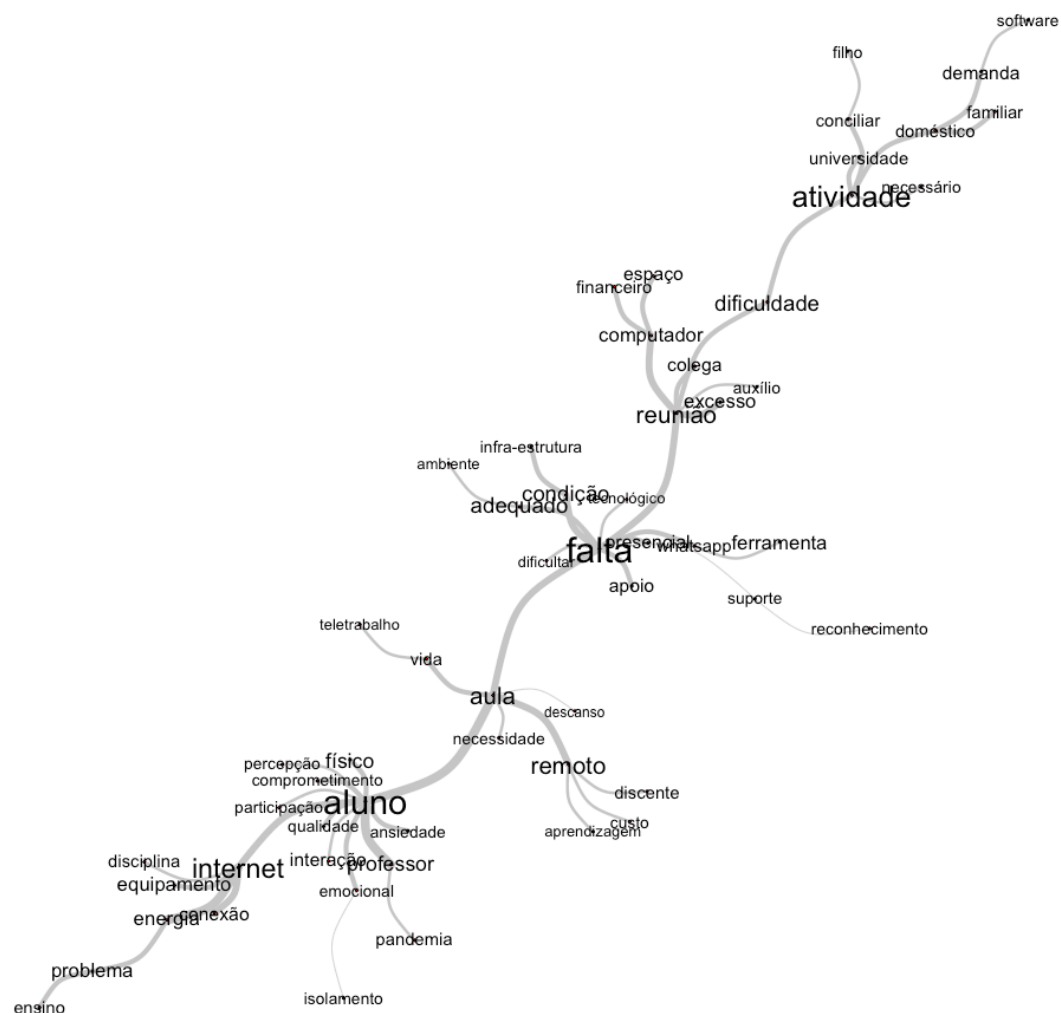 software
filho
demanda
familiar
conciliar
doméstico
universidade
necessário
atividade
espaço
financeiro
dificuldade
computador
colega
auxílio
excesso
reunião
infra-estrutura
ambiente
condição
tecnológico
adequado
presencial
whatsapp
ferramenta
falta
dificultar
apoio
suporte
teletrabalho
reconhecimento
vida
aula
descanso
necessidade
físico
percepção
remoto
comprometimento
discente
aluno
participação
custo
qualidade
ansiedade
aprendizagem
interação
disciplina
professor
internet
equipamento
emocional
conexão
energia
pandemia
problema
isolamento
ensino